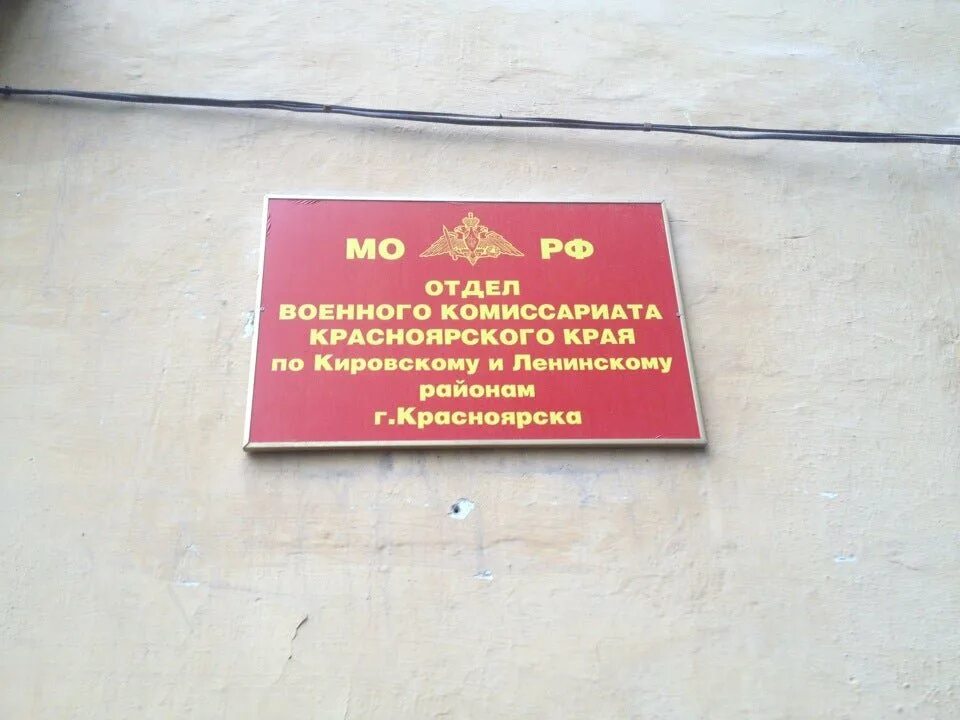 МО РФ
ОТДЕЛ
ВОЕННОГО КОМИССАРИАТА
КРАСНОЯРСКОГО КРАЯ
по Кировскому и Ленинскому
районам
г.Красноярска